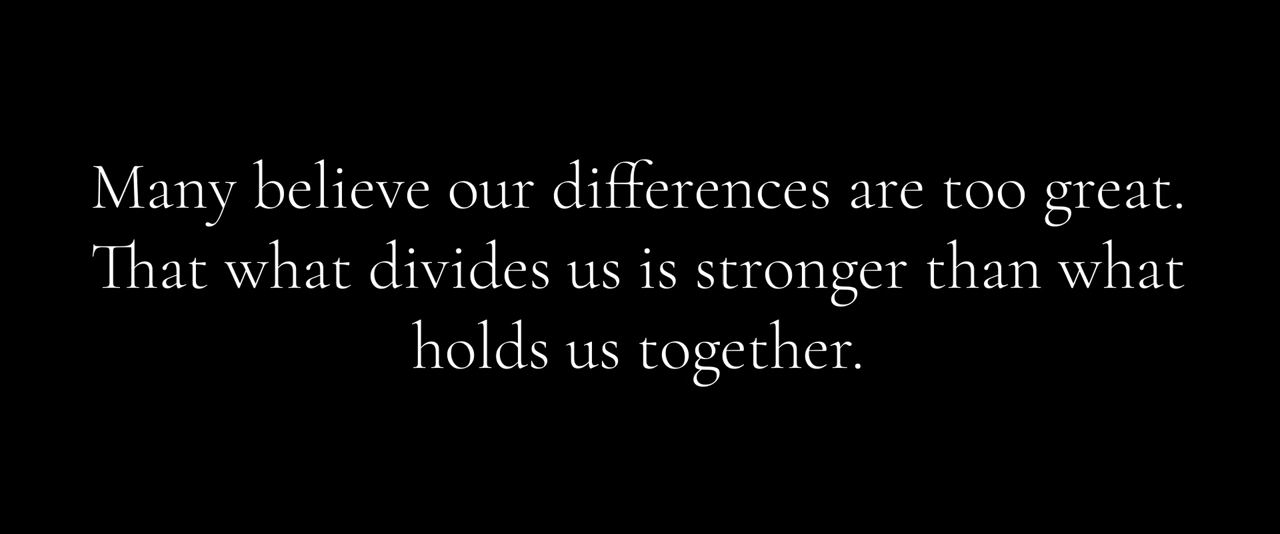 Many believe our differences are too great.
That what divides us is stronger than what
holds us together.